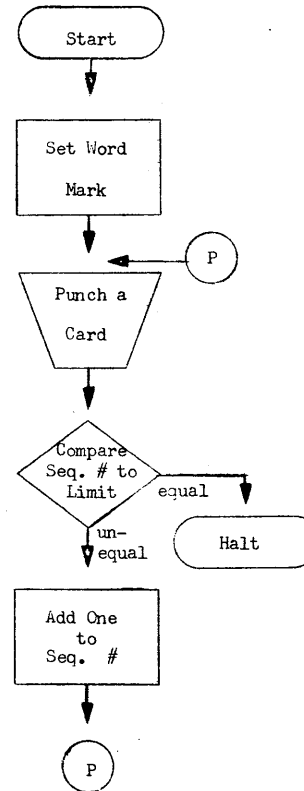 Start
Set Word
Mark
P
Punch a
Card
Compare
Seq. # to
Limit
equal
un-
equal
Halt
Add One
to
Seq. #
P